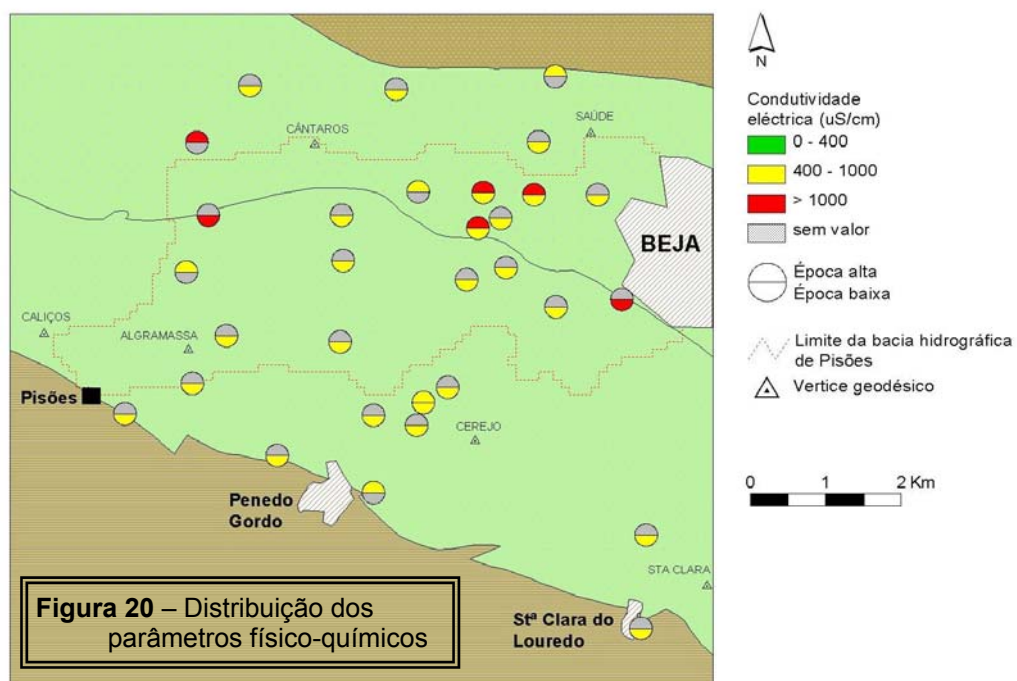 CÂNTAROS
SAÚDE
BEJA
CALIÇOS
ALGRAMASSA
Pisões
CEREJO
Penedo
Gordo
STA CLARA
Stª Clara do
Louredo
Figura 20 – Distribuição dos
parâmetros físico-químicos
N
Condutividade
eléctrica (uS/cm)
0 - 400
400 - 1000
> 1000
sem valor
Época alta
Época baixa
Limite da bacia hidrográfica
de Pisões
Vertice geodésico
0 1 2 Km